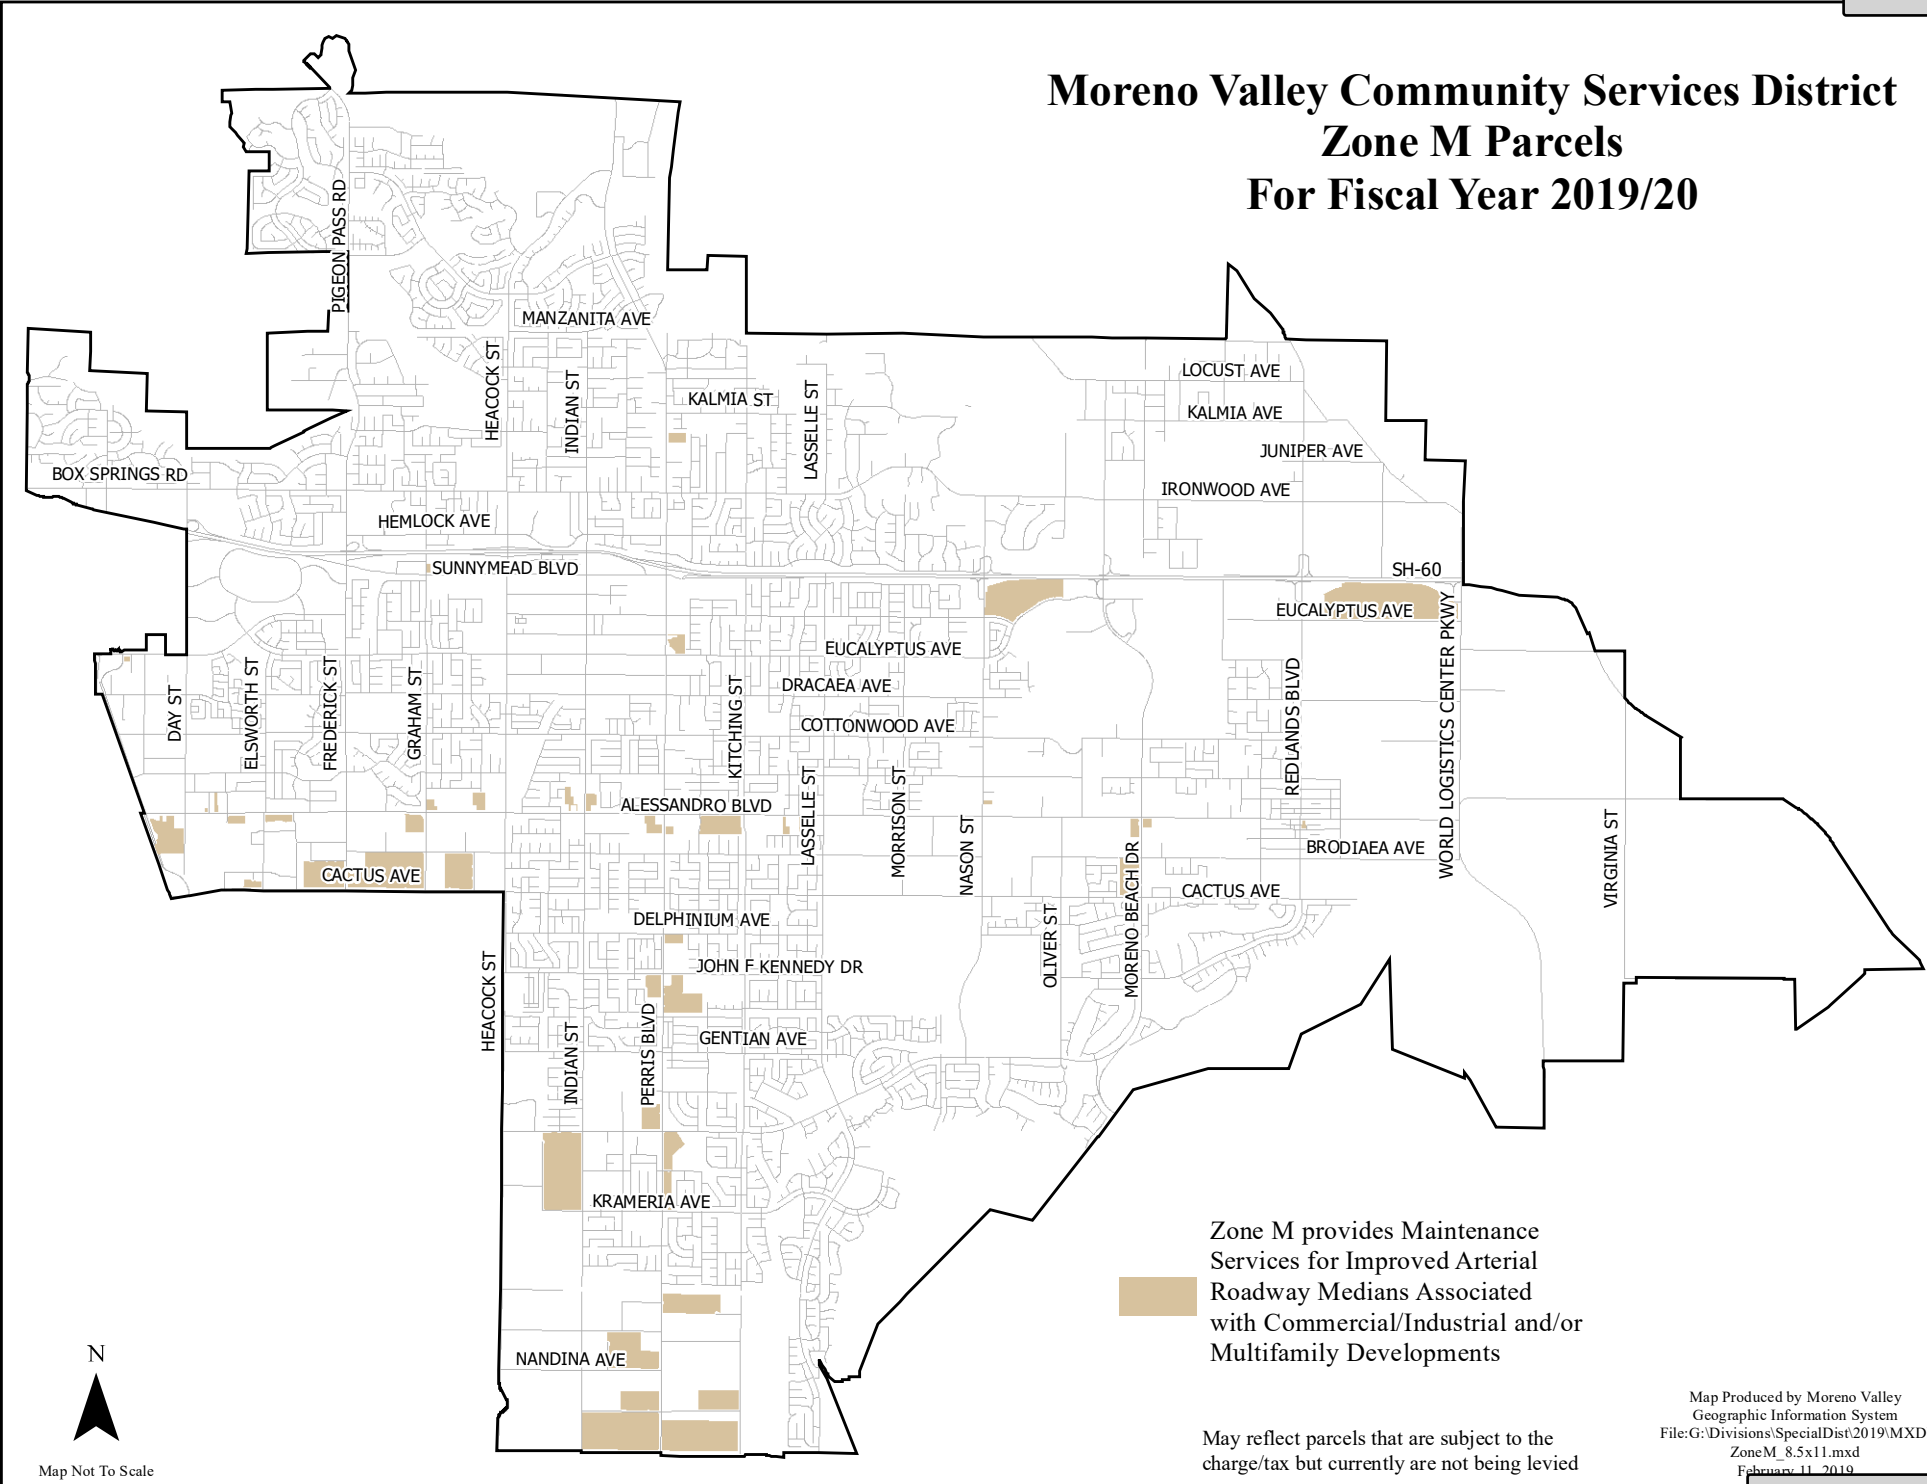 Moreno Valley Community Services District
Zone M Parcels
For Fiscal Year 2019/20
PIGEON PASS RD
MANZANITA AVE
HEACOCK ST
INDIAN ST
KALMIA ST
LASSELLE ST
LOCUST AVE
KALMIA AVE
JUNIPER AVE
BOX SPRINGS RD
IRONWOOD AVE
HEMLOCK AVE
SUNNYMEAD BLVD
SH-60
EUCALYPTUS AVE
EUCALYPTUS AVE
DAY ST
ELSWORTH ST
FREDERICK ST
GRAHAM ST
KITCHING ST
DRACAEA AVE
COTTONWOOD AVE
REDLANDS BLVD
WORLD LOGISTICS CENTER PKWY
ALESSANDRO BLVD
LASSELLE ST
MORRISON ST
NASON ST
MORENO BEACH DR
BRODIAEA AVE
VIRGINIA ST
CACTUS AVE
CACTUS AVE
DELPHINIUM AVE
OLIVER ST
HEACOCK ST
JOHN F KENNEDY DR
INDIAN ST
PERRIS BLVD
GENTIAN AVE
KRAMERIA AVE
NANDINA AVE
Zone M provides Maintenance
Services for Improved Arterial
Roadway Medians Associated
with Commercial/Industrial and/or
Multifamily Developments
N
Map Not To Scale
May reflect parcels that are subject to the
charge/tax but currently are not being levied
Map Produced by Moreno Valley
Geographic Information System
File:G:\Divisions\SpecialDist\2019\MXD
ZoneM_8.5x11.mxd
February 11, 2019